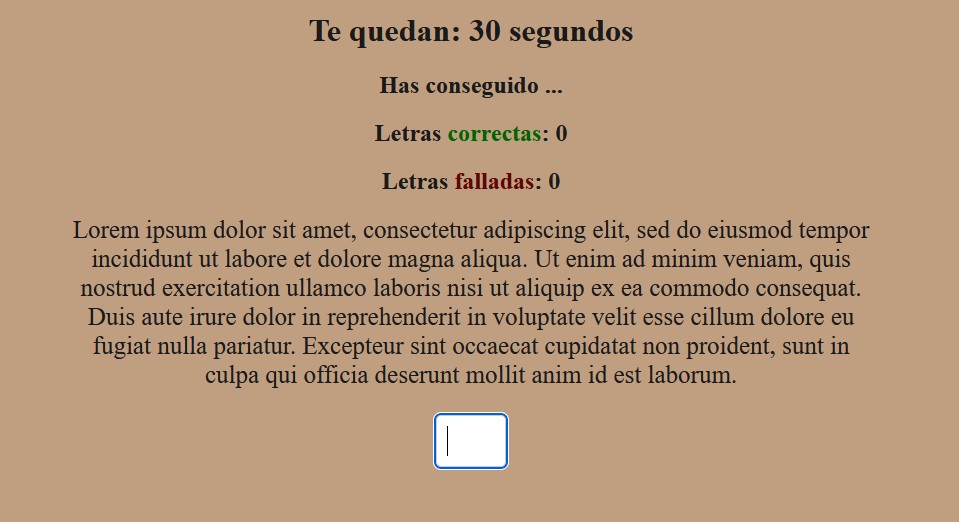 Te quedan: 30 segundos
Has conseguido ...
Letras correctas: 0
Letras falladas: 0
Lorem ipsum dolor sit amet, consectetur adipiscing elit, sed do eiusmod tempor
incididunt ut labore et dolore magna aliqua. Ut enim ad minim veniam, quis
nostrud exercitation ullamco laboris nisi ut aliquip ex ea commodo consequat.
Duis aute irure dolor in reprehenderit in voluptate velit esse cillum dolore eu
fugiat nulla pariatur. Excepteur sint occaecat cupidatat non proident, sunt in
culpa qui officia deserunt mollit anim id est laborum.